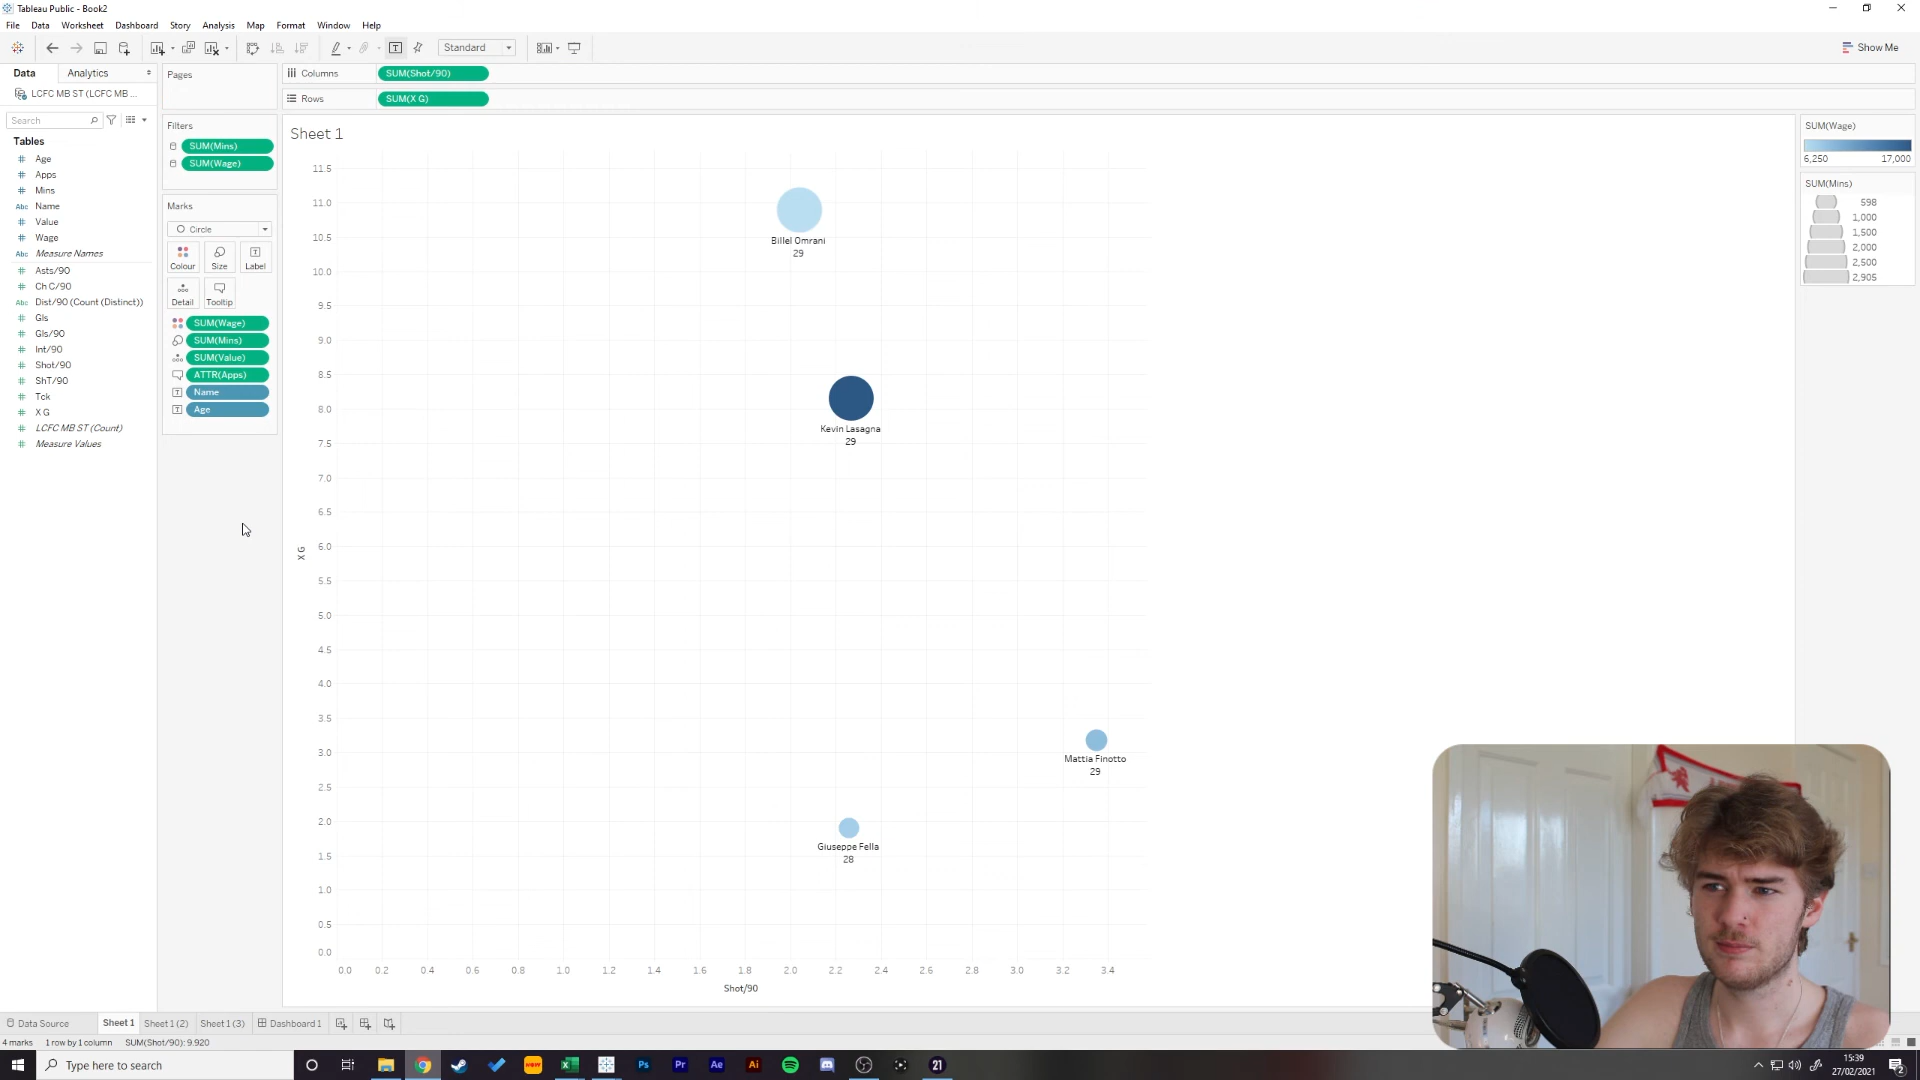 Tableau Public - Book2
File Data Worksheet Dashboard Story Analysis Map Format Window Help
Standard
Show Me
Data Analytics
LCFC MB ST (LCFC MB ...
Search
Tables
Age
Apps
Mins
Abc Name
Value
Wage
Abc Measure Names
Asts/90
Ch C/90
Abc Dist/90 (Count (Distinct))
Gls
Gls/90
Int/90
Shot/90
ShT/90
Tck
X G
LCFC MB ST (Count)
Measure Values
Pages
Filters
SUM(Mins)
SUM(Wage)
Marks
Circle
Colour Size Label
Detail Tooltip
SUM(Wage)
SUM(Mins)
SUM(Value)
ATTR(Apps)
Name
Age
Columns SUM(Shot/90)
Rows SUM(X G)
Sheet 1
11.5
11.0
10.5
10.0
9.5
9.0
8.5
8.0
7.5
7.0
6.5
6.0
5.5
5.0
4.5
4.0
3.5
3.0
2.5
2.0
1.5
1.0
0.5
0.0
X G
Billel Omrani
29
Kevin Lasagna
29
Mattia Finotto
29
Giuseppe Fella
28
0.0 0.2 0.4 0.6 0.8 1.0 1.2 1.4 1.6 1.8 2.0 2.2 2.4 2.6 2.8 3.0 3.2 3.4
Shot/90
SUM(Wage)
6,250 17,000
SUM(Mins)
598
1,000
1,500
2,000
2,500
2,905
Data Source Sheet 1 Sheet 1 (2) Sheet 1 (3) Dashboard 1
4 marks 1 row by 1 column SUM(Shot/90): 9.920
Type here to search
Ps Pr Ae Ai 21
15:39
27/02/2021
2